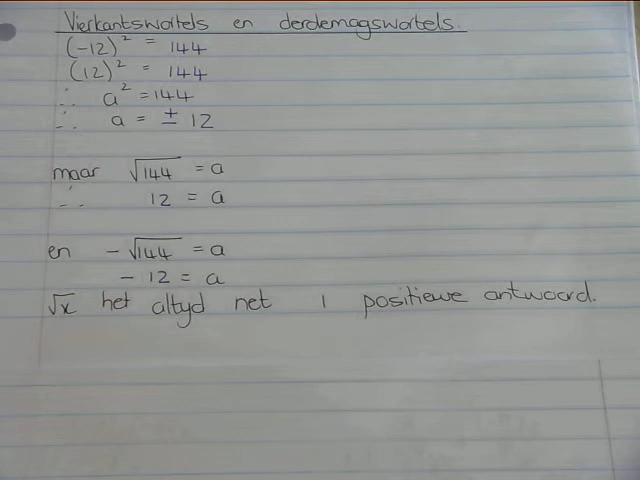 Vierkantswortels en derdemagswortels.
(-12)² = 144
(12)² = 144
∴ a² = 144
∴ a = ± 12
maar √144 = a
∴ 12 = a
en -√144 = a
-12 = a
√x het altyd net 1 positiewe antwoord.